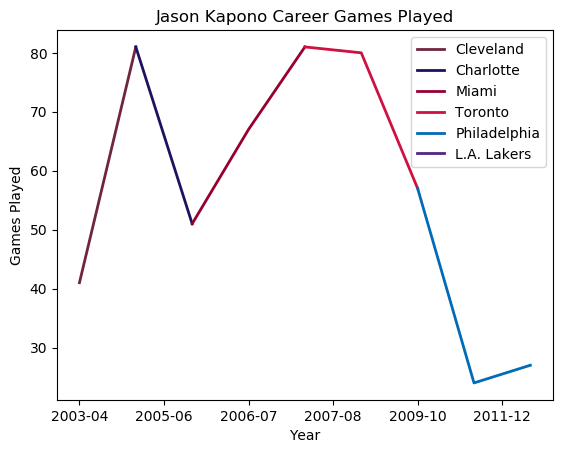 Jason Kapono Career Games Played
Games Played
80
70
60
50
40
30
Cleveland
Charlotte
Miami
Toronto
Philadelphia
L.A. Lakers
2003-04 2005-06 2006-07 2007-08 2009-10 2011-12
Year